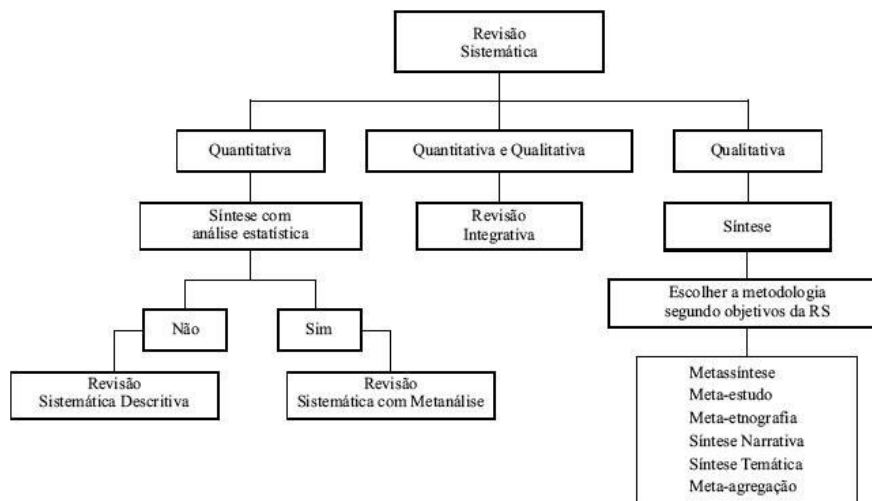 Revisão
Sistemática
Quantitativa
Quantitativa e Qualitativa
Qualitativa
Síntese com
análise estatística
Revisão
Integrativa
Síntese
Escolher a metodologia
segundo objetivos da RS
Não
Sim
Revisão
Sistemática Descritiva
Revisão
Sistemática com Metanálise
Metassíntese
Meta-estudo
Meta-etnografia
Síntese Narrativa
Síntese Temática
Meta-agregação